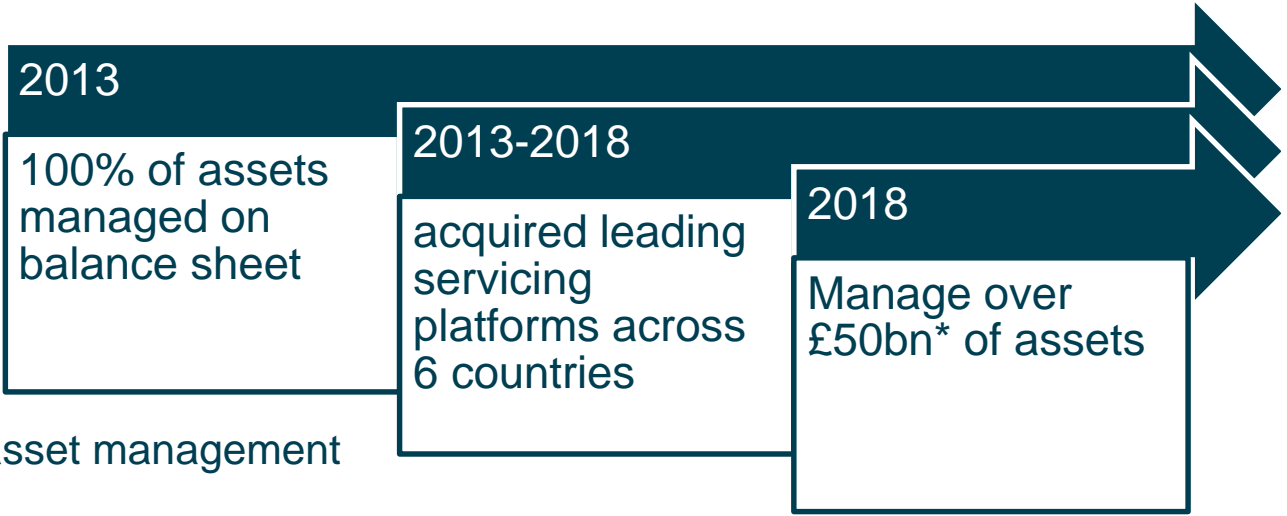 2013
100% of assets
managed on
balance sheet
2013-2018
acquired leading
servicing
platforms across
6 countries
2018
Manage over
£50bn* of assets
sset management